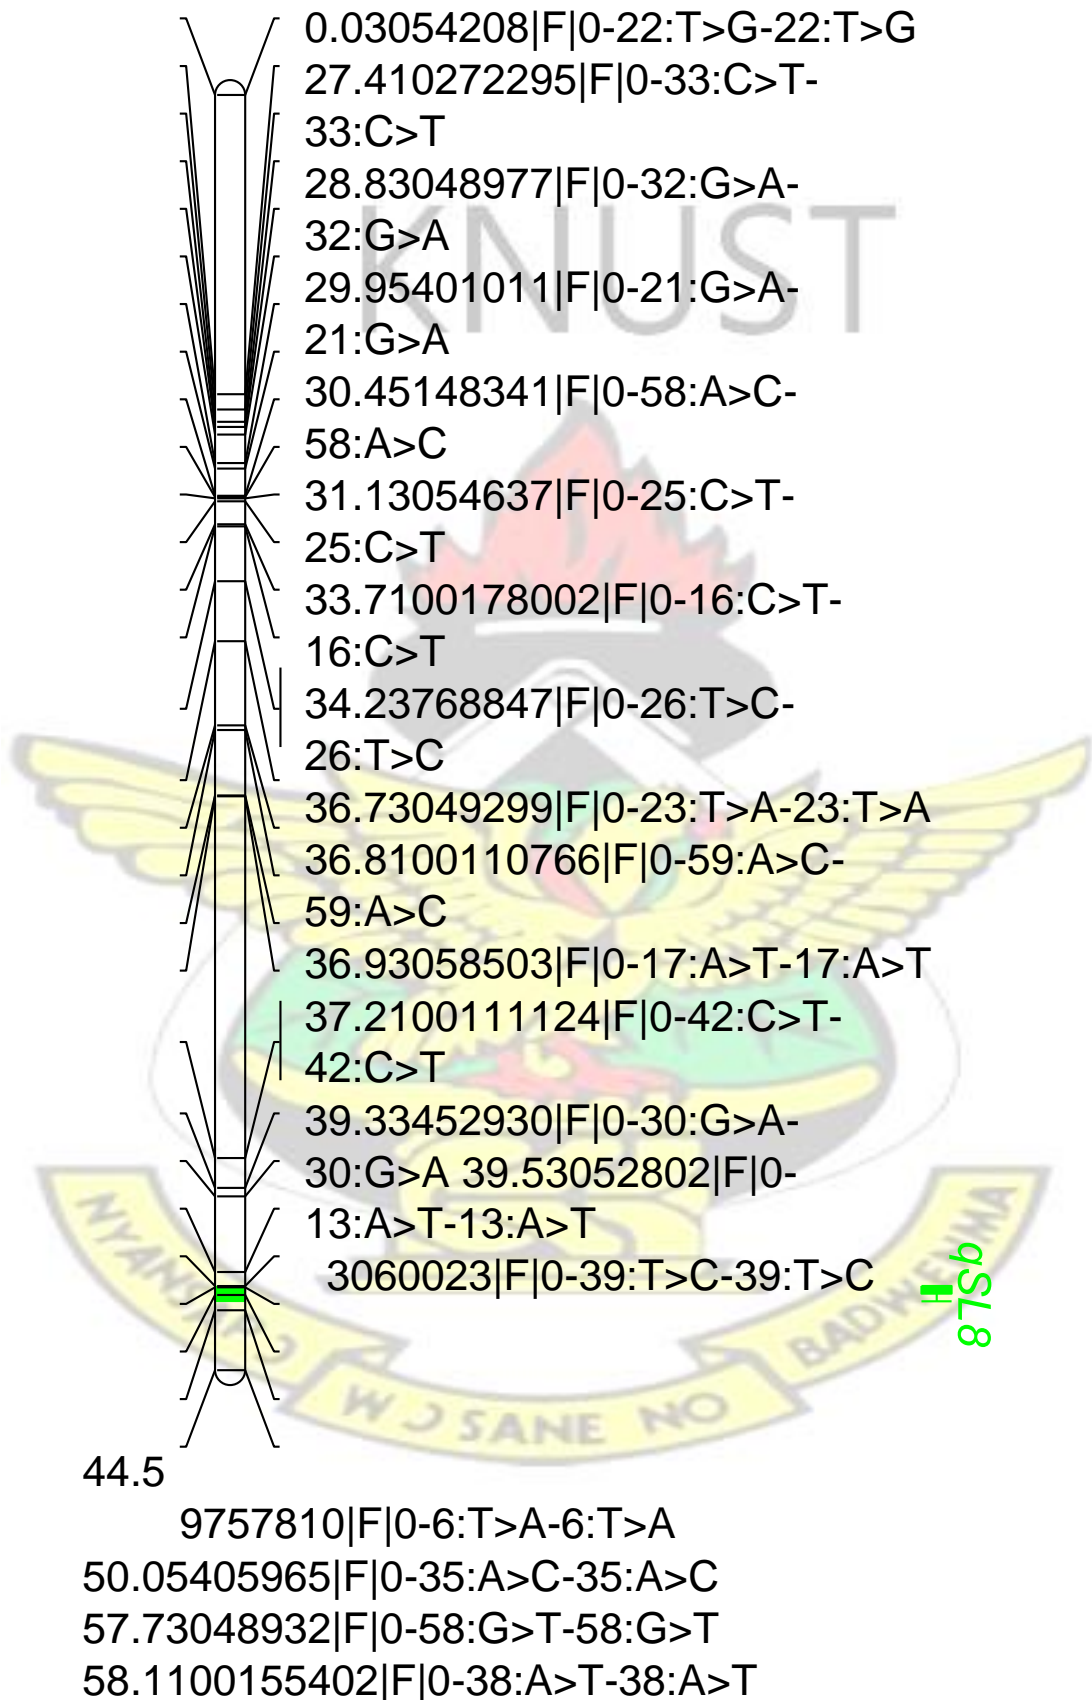 0.03054208|F|0-22:T>G-22:T>G
27.410272295|F|0-33:C>T-
33:C>T
28.83048977|F|0-32:G>A-
32:G>A
29.95401011|F|0-21:G>A-
21:G>A
30.45148341|F|0-58:A>C-
58:A>C
31.13054637|F|0-25:C>T-
25:C>T
33.7100178002|F|0-16:C>T-
16:C>T
34.23768847|F|0-26:T>C-
26:T>C
36.73049299|F|0-23:T>A-23:T>A
36.8100110766|F|0-59:A>C-
59:A>C
36.93058503|F|0-17:A>T-17:A>T
37.2100111124|F|0-42:C>T-
42:C>T
39.33452930|F|0-30:G>A-
30:G>A 39.53052802|F|0-
13:A>T-13:A>T
3060023|F|0-39:T>C-39:T>C
qSL8
44.5
9757810|F|0-6:T>A-6:T>A
50.05405965|F|0-35:A>C-35:A>C
57.73048932|F|0-58:G>T-58:G>T
58.1100155402|F|0-38:A>T-38:A>T
KNUST
W Ɔ SANE NO
BADWENMA